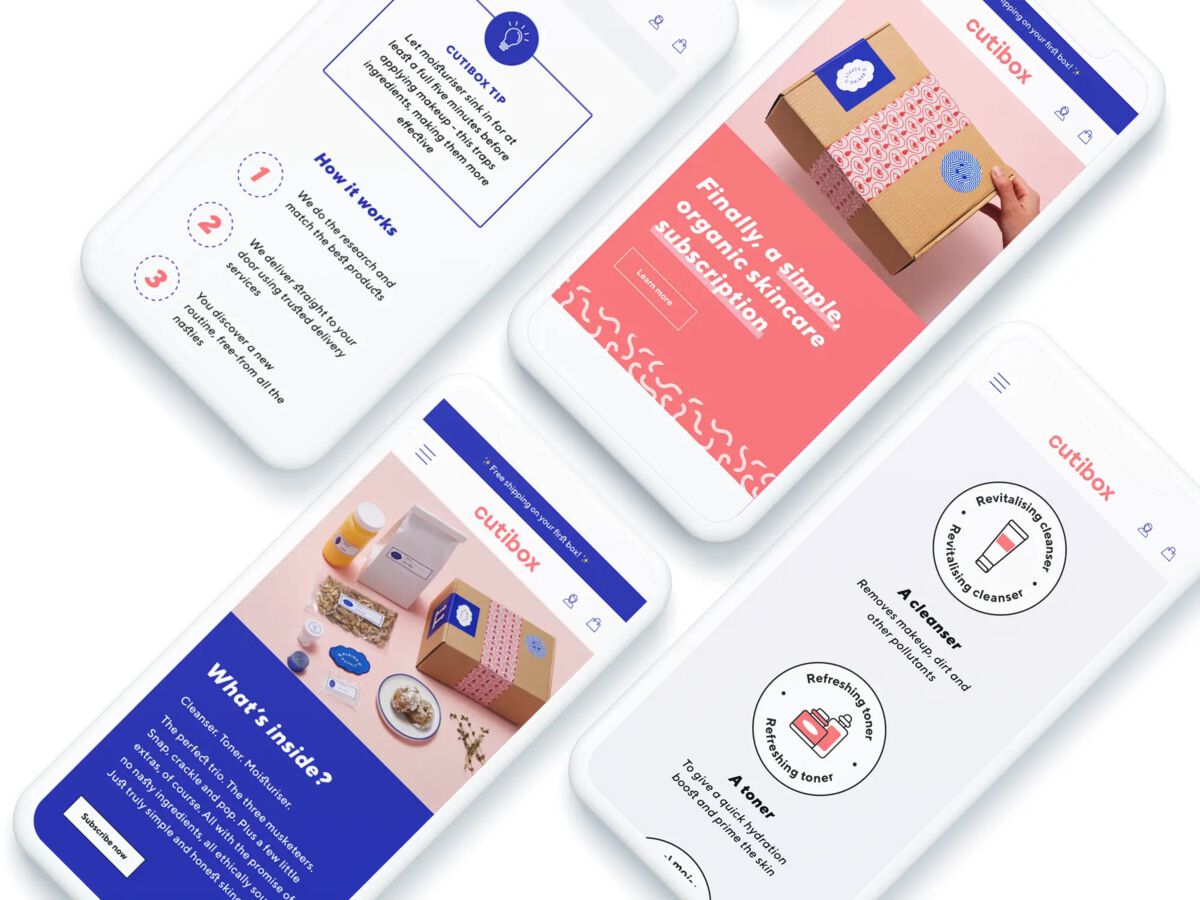 CUTIBOX TIP
Let moisturiser sink in for at
least a full five minutes before
applying makeup - this traps
ingredients, making them more
effective
How it works
1
We do the research and
match the best products
2
We deliver straight to your
door using trusted delivery
services
3
You discover a new
routine, free-from all the
nasties
shipping on your first box!
cutibox
Finally, a simple,
organic skincare
subscription
Learn more
Free shipping on your first box!
cutibox
What's inside?
Cleanser. Toner. Moisturiser.
The perfect trio. The three musketeers.
Snap, crackle and pop. Plus a few little
extras, of course. All with the promise of
no nasty ingredients, all ethically sou
Just truly simple and honest skinc
Subscribe now
cutibox
Revitalising cleanser
Revitalising cleanser
A cleanser
Removes makeup, dirt and
other pollutants
Refreshing toner
Refreshing toner
A toner
To give a quick hydration
boost and prime the skin